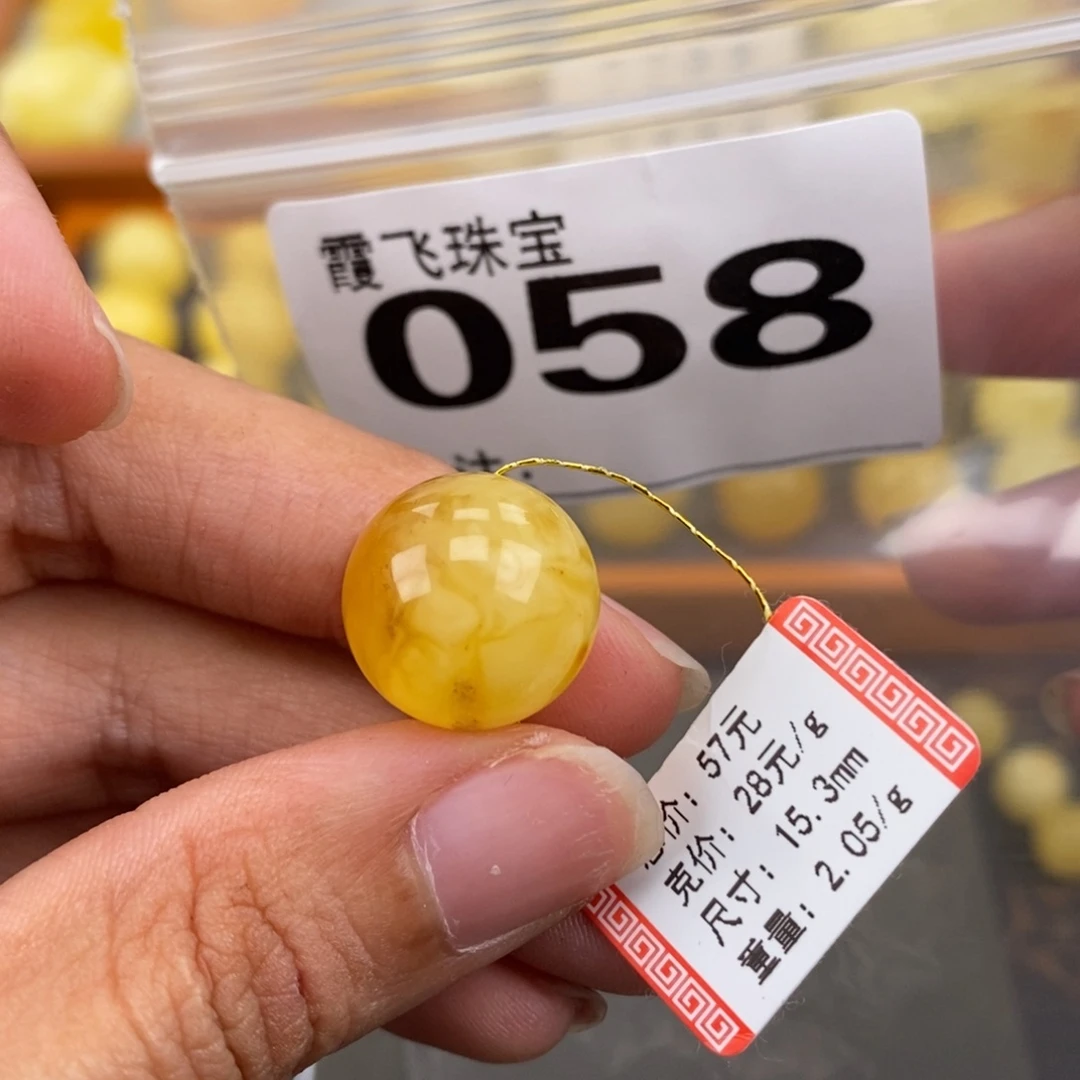 霞飞珠宝
058
注:
价: 57元
克价: 28元/g
尺寸: 15.3mm
重量: 2.05/g